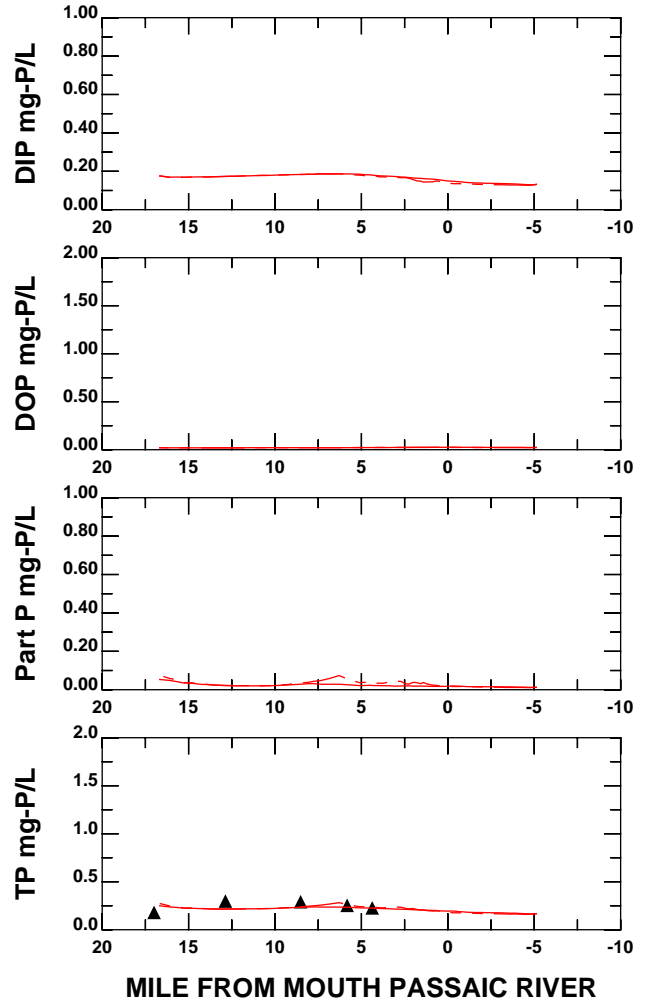 DIP mg-P/L
1.00
0.80
0.60
0.40
0.20
0.00
20 15 10 5 0 -5 -10
DOP mg-P/L
2.00
1.50
1.00
0.50
0.00
20 15 10 5 0 -5 -10
Part P mg-P/L
1.00
0.80
0.60
0.40
0.20
0.00
20 15 10 5 0 -5 -10
TP mg-P/L
2.0
1.5
1.0
0.5
0.0
20 15 10 5 0 -5 -10
MILE FROM MOUTH PASSAIC RIVER